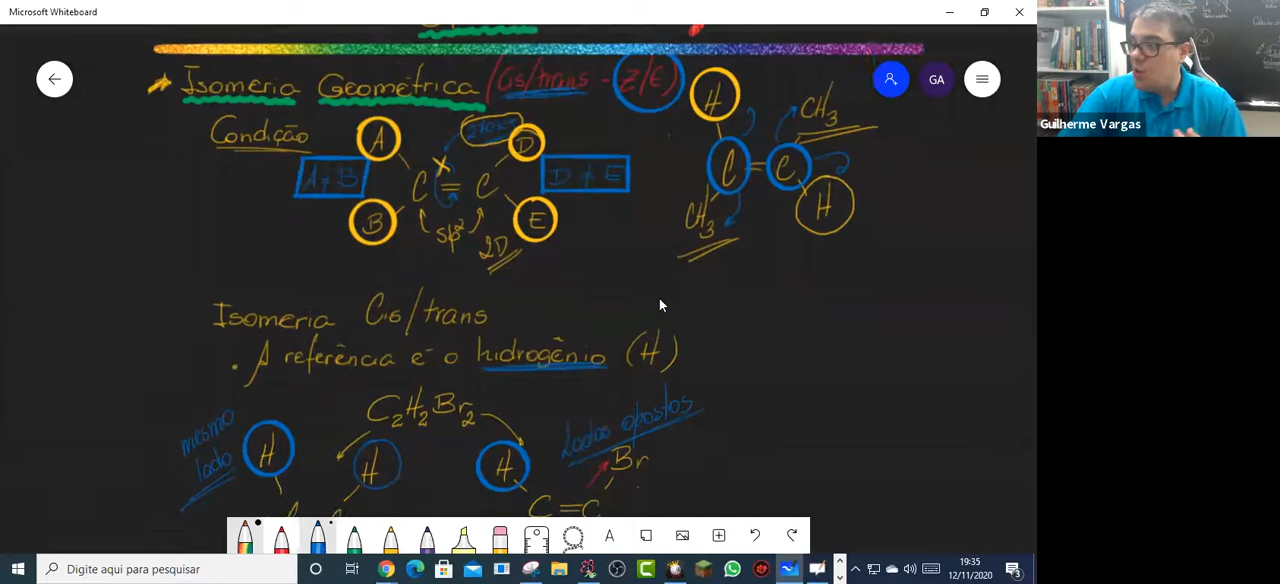 Microsoft Whiteboard
Isomeria Geométrica (Cis/trans - Z/E)
GA
Guilherme Vargas
Condição
A
D
A ≠ B
C = C
D ≠ E
B
sp²
E
2D
H
CH3
C = C
CH3
H
Isomeria Cis/trans
. A referência é o hidrogênio (H)
C2H2Br2
mesmo lado
lados opostos
H
H
H
Br
C = C
A
Digite aqui para pesquisar
19:35
12/11/2020
3